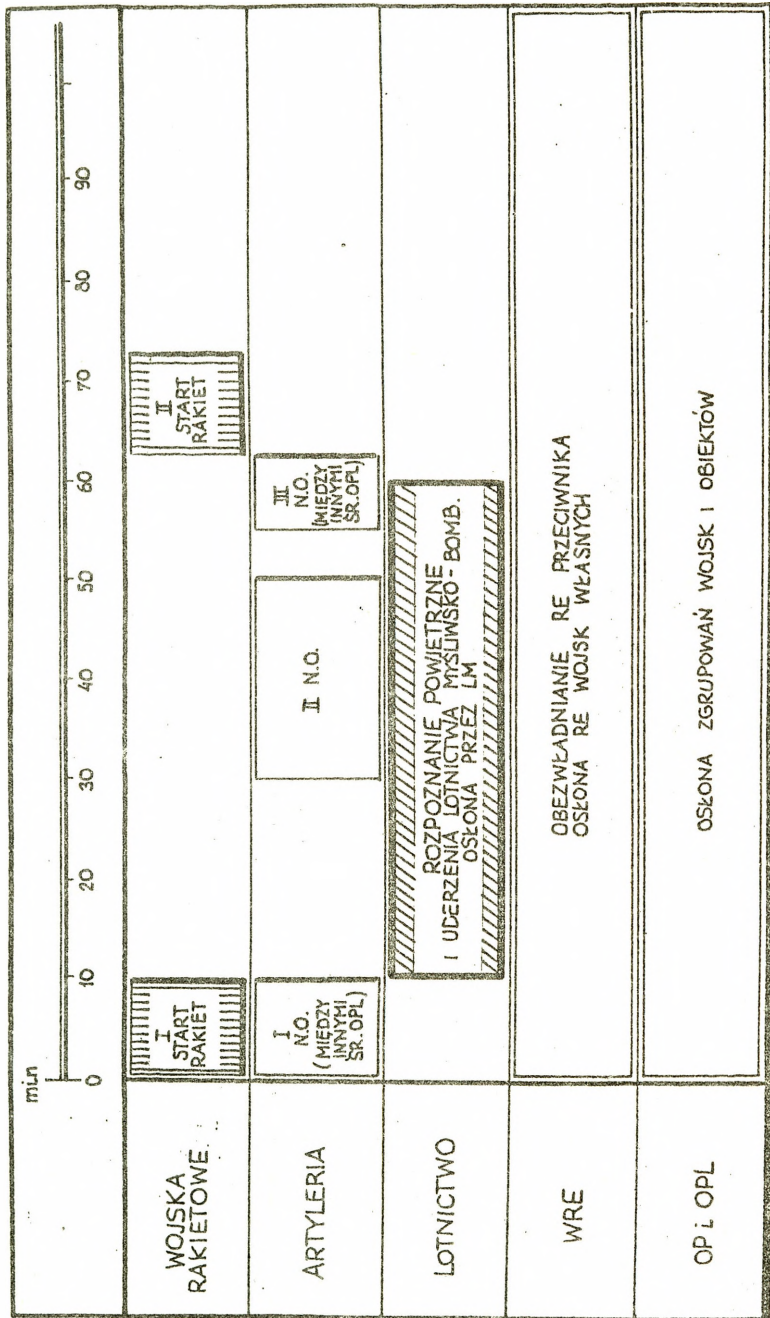 min
0 10 20 30 40 50 60 70 80 90
WOJSKA
RAKIETOWE.
I
START
RAKIET
II
START
RAKIET
ARTYLERIA
I
N.O.
(MIĘDZY
INNYMI
ŚR.OPL)
II N.O.
III
N.O.
(MIĘDZY
INNYMI
ŚR.OPL)
LOTNICTWO
ROZPOZNANIE POWIETRZNE
I UDERZENIA LOTNICTWA MYŚLIWSKO-BOMB.
OSŁONA PRZEZ LM
WRE
OBEZWŁADNIANIE RE PRZECIWNIKA
OSŁONA RE WOJSK WŁASNYCH
OP i OPL
OSŁONA ZGRUPOWAŃ WOJSK I OBIEKTÓW